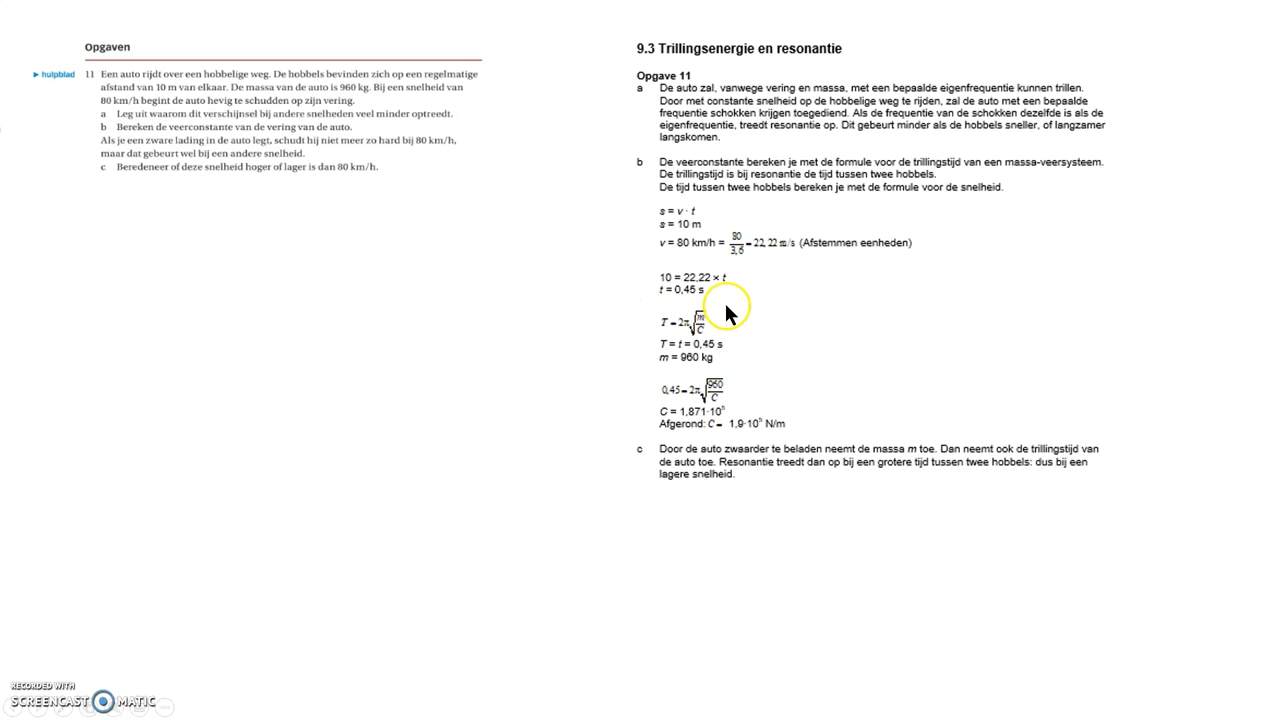 Opgaven
► hulpblad
11 Een auto rijdt over een hobbelige weg. De hobbels bevinden zich op een regelmatige
afstand van 10 m van elkaar. De massa van de auto is 960 kg. Bij een snelheid van
80 km/h begint de auto hevig te schudden op zijn vering.
a Leg uit waarom dit verschijnsel bij andere snelheden veel minder optreedt.
b Bereken de veerconstante van de vering van de auto.
Als je een zware lading in de auto legt, schudt hij niet meer zo hard bij 80 km/h,
maar dat gebeurt wel bij een andere snelheid.
c Beredeneer of deze snelheid hoger of lager is dan 80 km/h.
9.3 Trillingsenergie en resonantie
Opgave 11
a De auto zal, vanwege vering en massa, met een bepaalde eigenfrequentie kunnen trillen.
Door met constante snelheid op de hobbelige weg te rijden, zal de auto met een bepaalde
frequentie schokken krijgen toegediend. Als de frequentie van de schokken dezelfde is als de
eigenfrequentie, treedt resonantie op. Dit gebeurt minder als de hobbels sneller, of langzamer
langskomen.
b De veerconstante bereken je met de formule voor de trillingstijd van een massa-veersysteem.
De trillingstijd is bij resonantie de tijd tussen twee hobbels.
De tijd tussen twee hobbels bereken je met de formule voor de snelheid.
s = v · t
s = 10 m
v = 80 km/h = 80/3,6 = 22,22 m/s (Afstemmen eenheden)
10 = 22,22 × t
t = 0,45 s
T = 2π√(m/C)
T = t = 0,45 s
m = 960 kg
0,45 = 2π√(960/C)
C = 1,871·10⁵
Afgerond: C = 1,9·10⁵ N/m
c Door de auto zwaarder te beladen neemt de massa m toe. Dan neemt ook de trillingstijd van
de auto toe. Resonantie treedt dan op bij een grotere tijd tussen twee hobbels: dus bij een
lagere snelheid.
RECORDED WITH
SCREENCAST MATIC